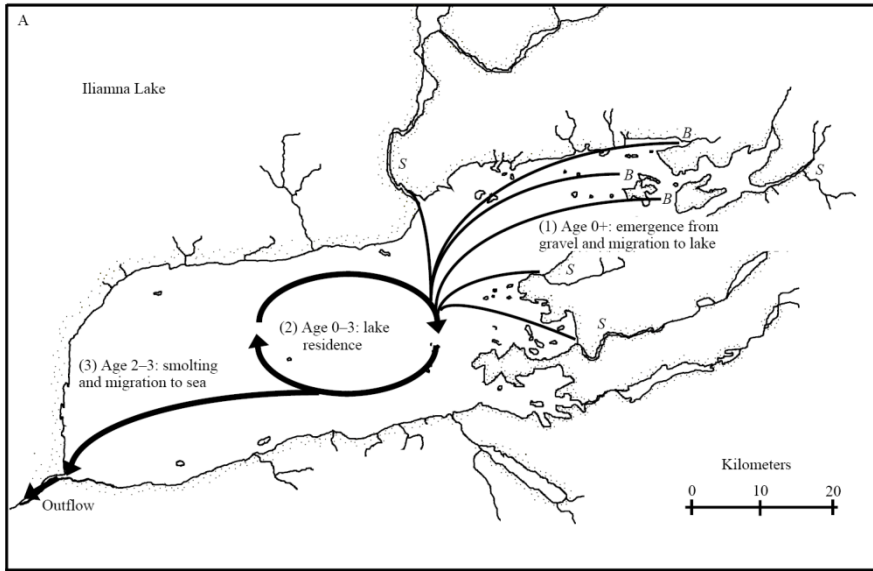 A
Iliamna Lake
B
S
S
B
B
(1) Age 0+: emergence from
gravel and migration to lake
S
(2) Age 0–3: lake
residence
S
(3) Age 2–3: smolting
and migration to sea
Kilometers
0 10 20
Outflow